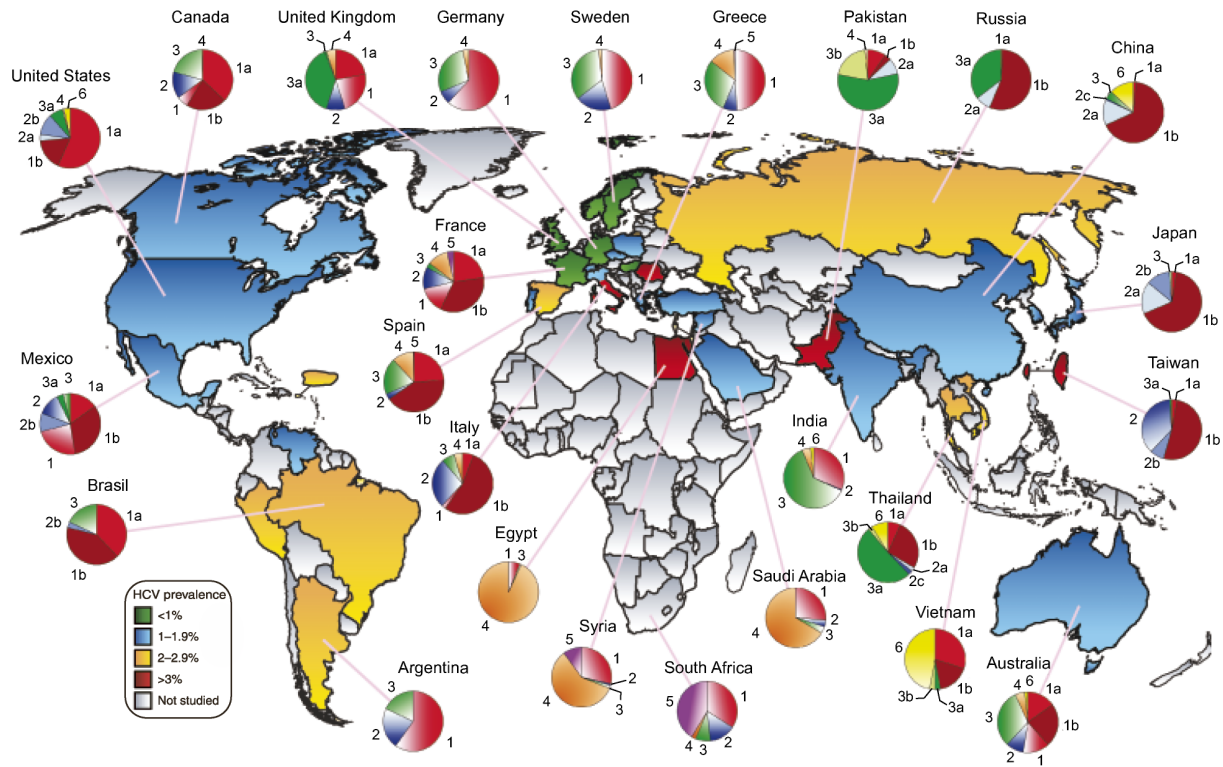 Canada
3
4
1a
2
1
1b
United Kingdom
3
4
1a
3a
1
2
Germany
4
3
2
1
Sweden
4
3
1
2
Greece
4
5
3
1
2
Pakistan
4
1a
3b
1b
2a
3a
Russia
1a
3a
1b
2a
China
6
1a
3
2c
2a
1b
United States
4
6
3a
2b
2a
1a
1b
France
4
5
3
1a
2
1
1b
Japan
3
1a
2b
2a
1b
Spain
4
5
3
1a
2
1b
Mexico
3a
3
1a
2
2b
1b
1
Taiwan
3a
1a
2
1b
2b
Italy
3
4
1a
2
1
1b
India
4
6
1
3
2
Brasil
3
1a
2b
1b
Thailand
6
1a
3b
1b
2a
2c
3a
Egypt
1
3
4
Saudi Arabia
1
2
3
4
HCV prevalence
<1%
1–1.9%
2–2.9%
>3%
Not studied
Syria
5
1
2
3
4
South Africa
5
1
2
3
4
Vietnam
6
1a
1b
3b
3a
Australia
4
6
1a
3
1b
2
1
Argentina
3
2
1